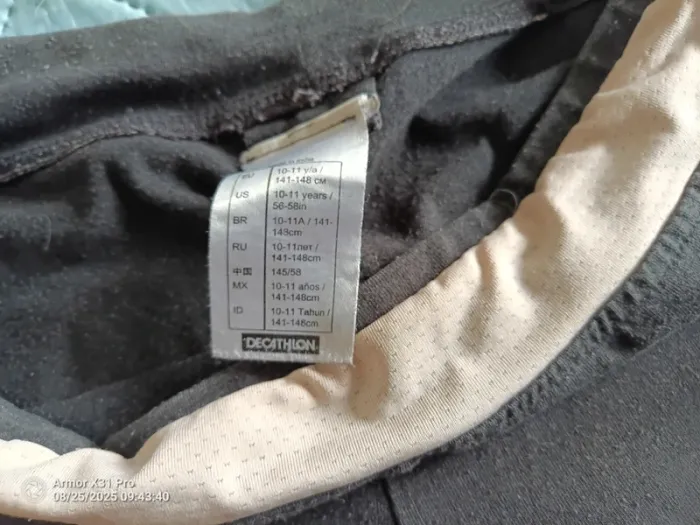 EU 10-11 y/a /
141-148 CM
US 10-11 years /
56-58in
BR 10-11A / 141-
148cm
RU 10-11лет /
141-148cm
中国 145/58
MX 10-11 años /
141-148cm
ID 10-11 Tahun /
141-148cm
DECATHLON
Armor X31 Pro
08/25/2025 09:43:40